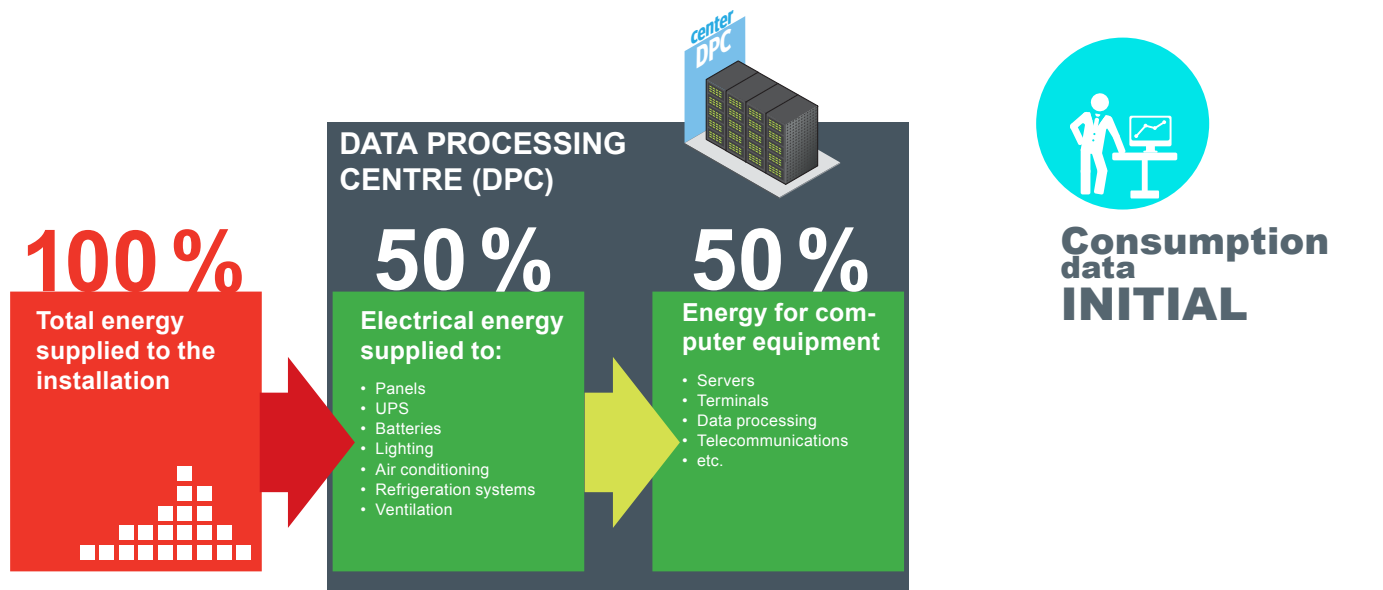 center
DPC
DATA PROCESSING
CENTRE (DPC)
100 %
Total energy
supplied to the
installation
50 %
Electrical energy
supplied to:
• Panels
• UPS
• Batteries
• Lighting
• Air conditioning
• Refrigeration systems
• Ventilation
50 %
Energy for com-
puter equipment
• Servers
• Terminals
• Data processing
• Telecommunications
• etc.
Consumption
data
INITIAL